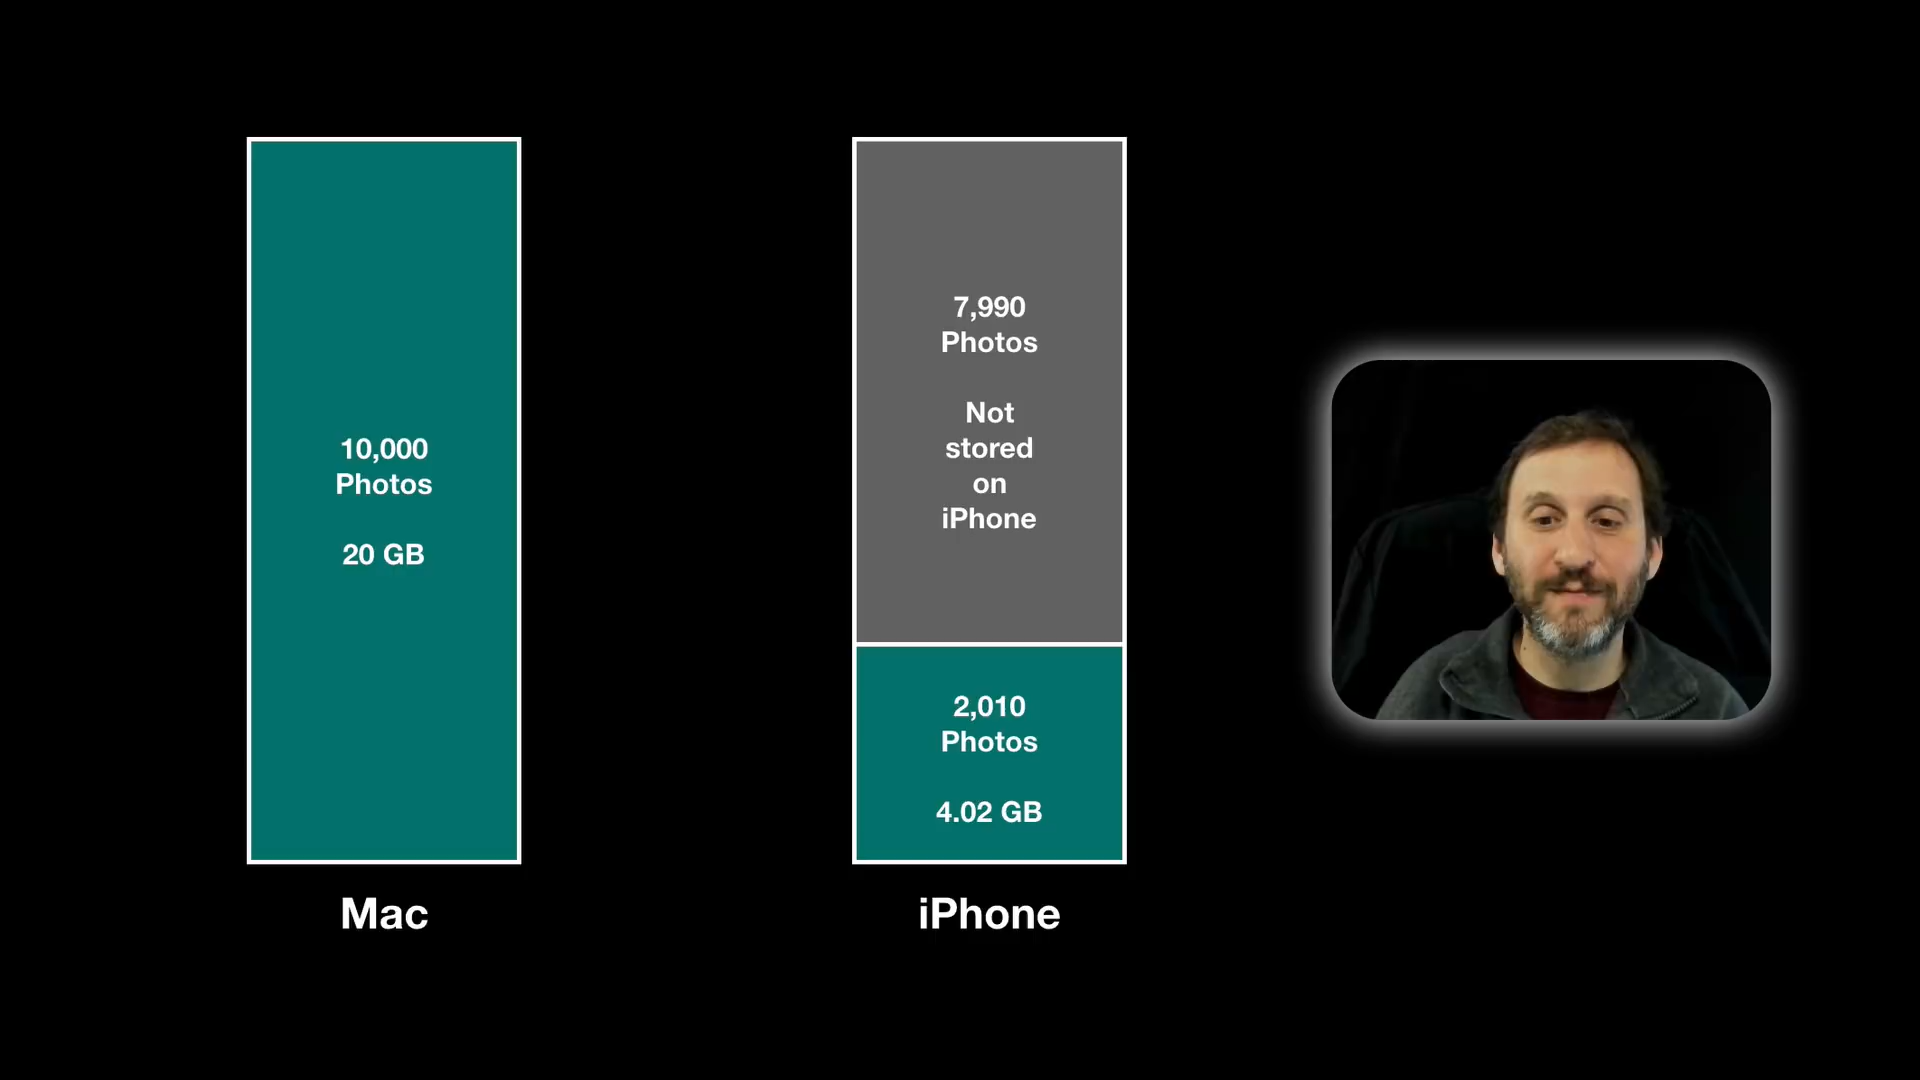 10,000
Photos
20 GB
Mac
7,990
Photos
Not
stored
on
iPhone
2,010
Photos
4.02 GB
iPhone